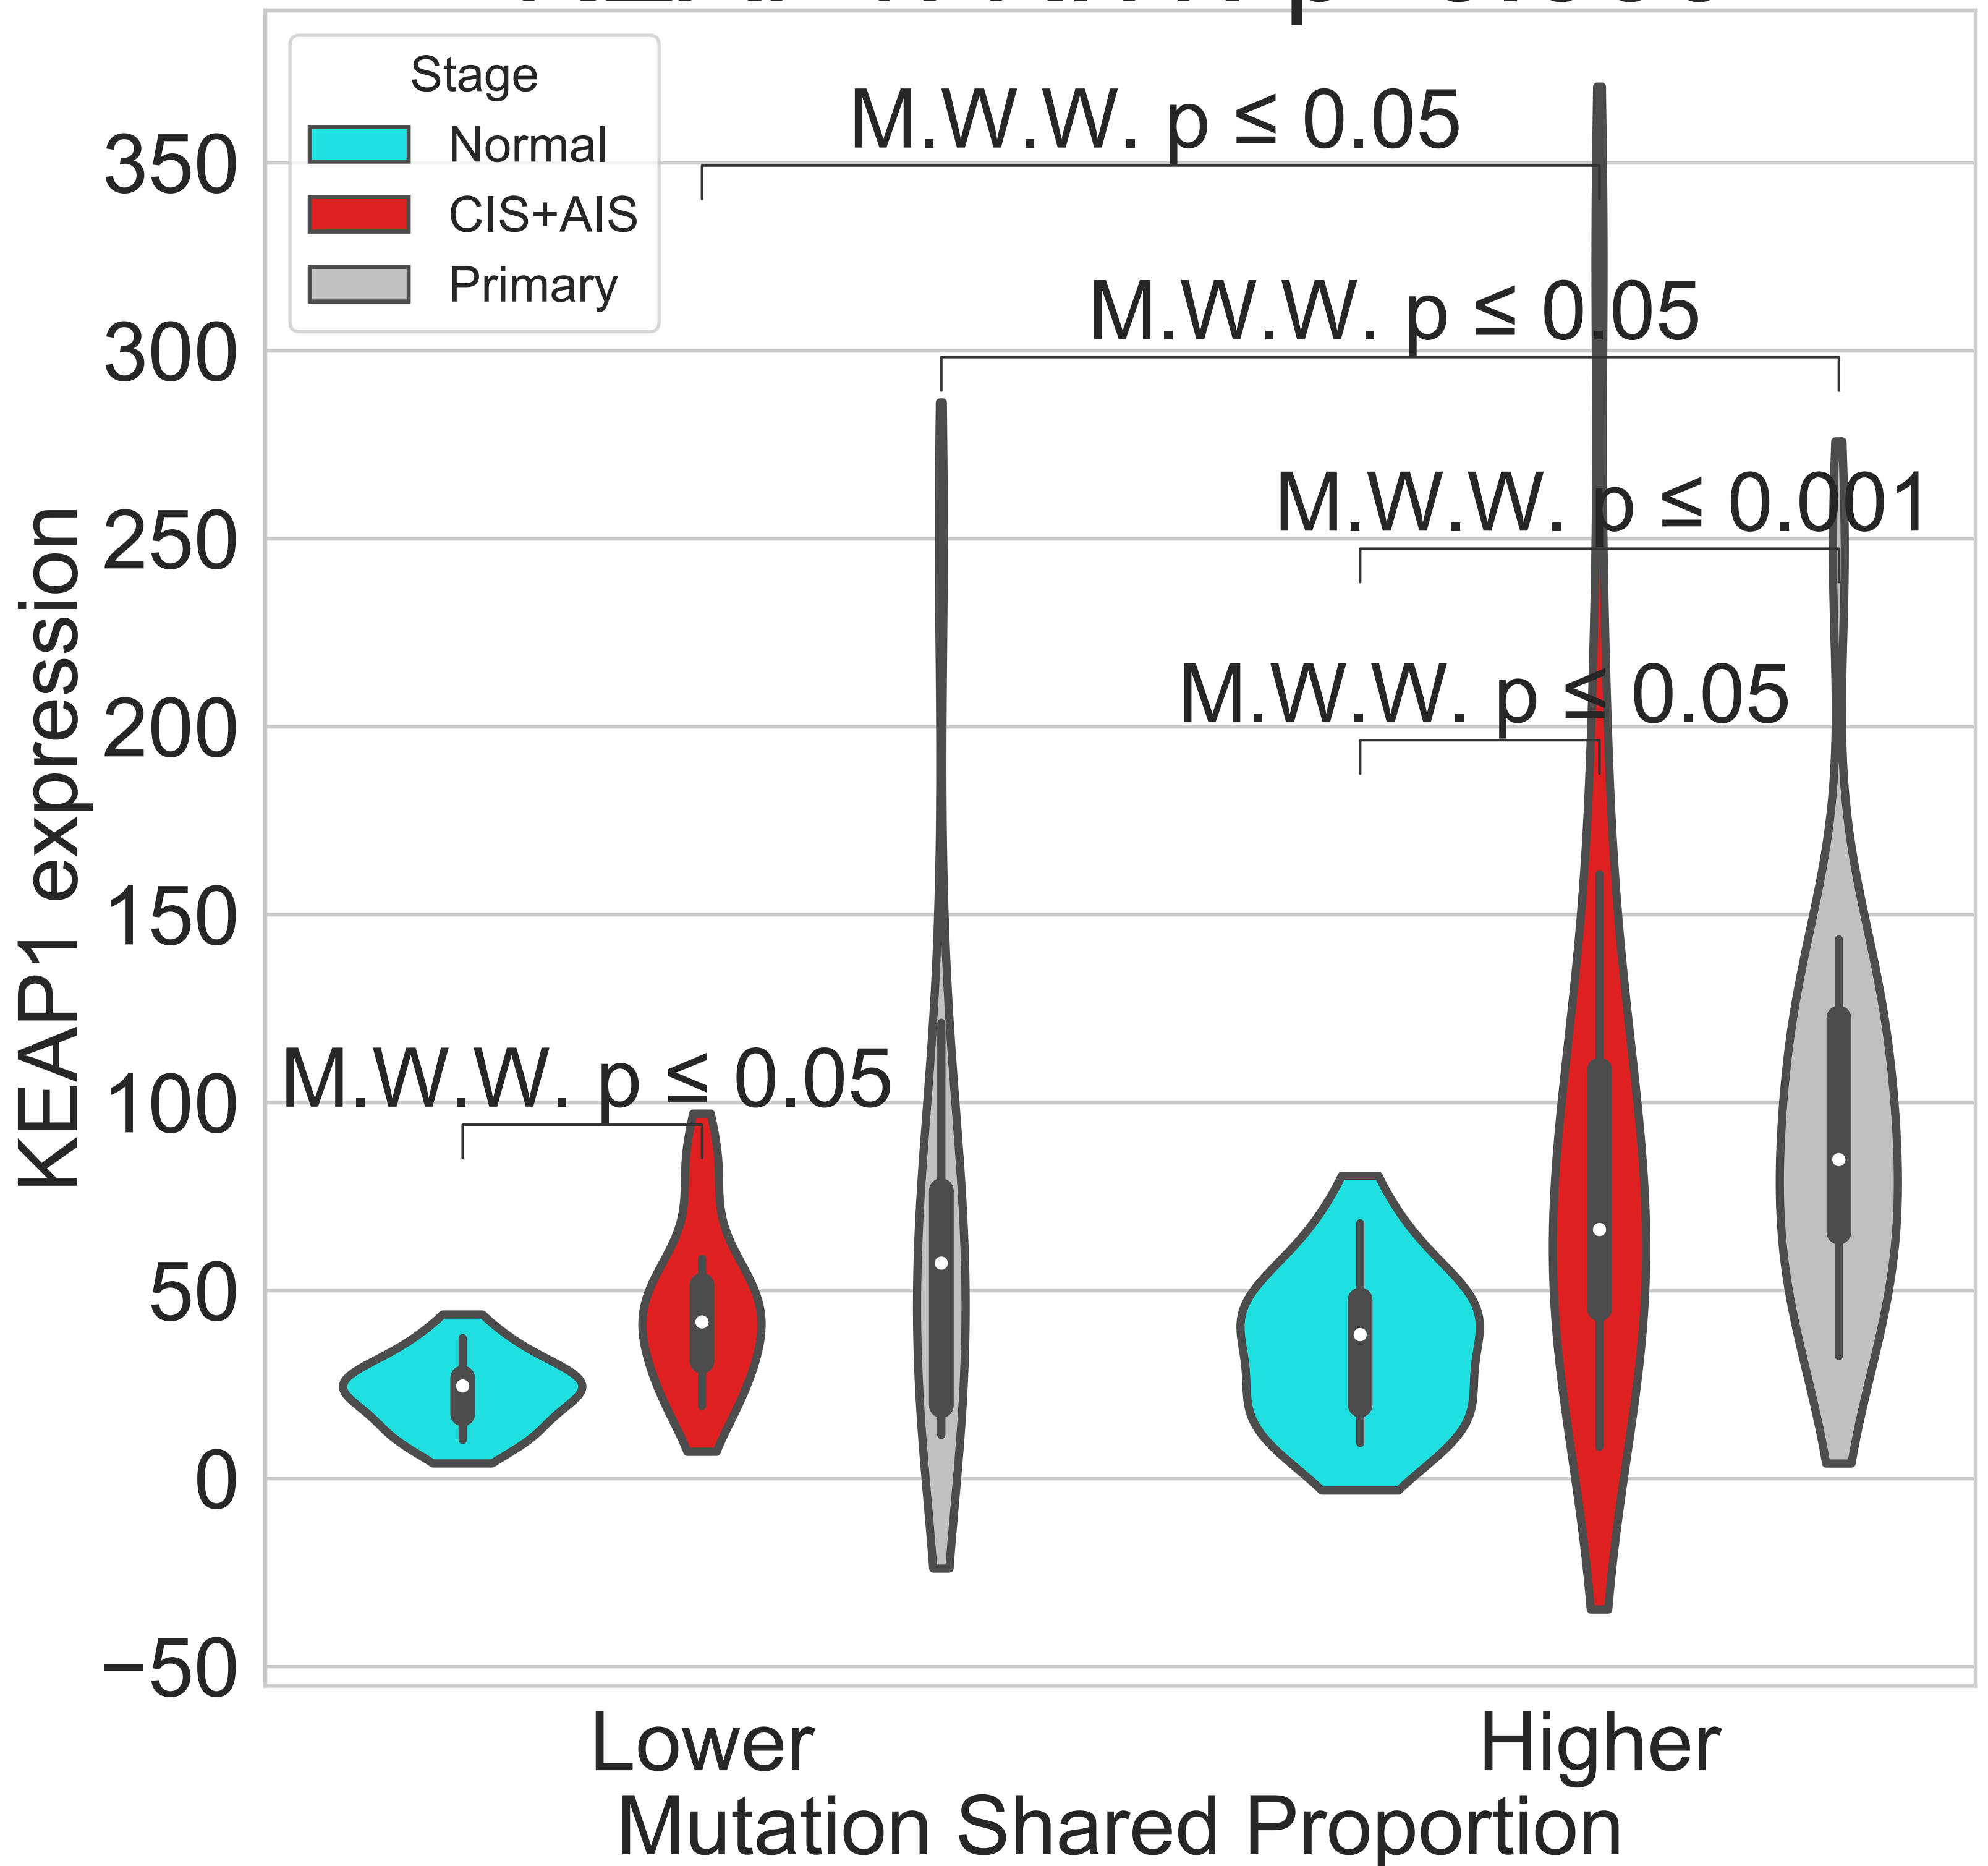 Stage
Normal
CIS+AIS
Primary
M.W.W. p ≤ 0.05
M.W.W. p ≤ 0.05
M.W.W. p ≤ 0.001
M.W.W. p ≤ 0.05
M.W.W. p ≤ 0.05
350
300
250
200
150
100
50
0
−50
KEAP1 expression
Lower
Higher
Mutation Shared Proportion